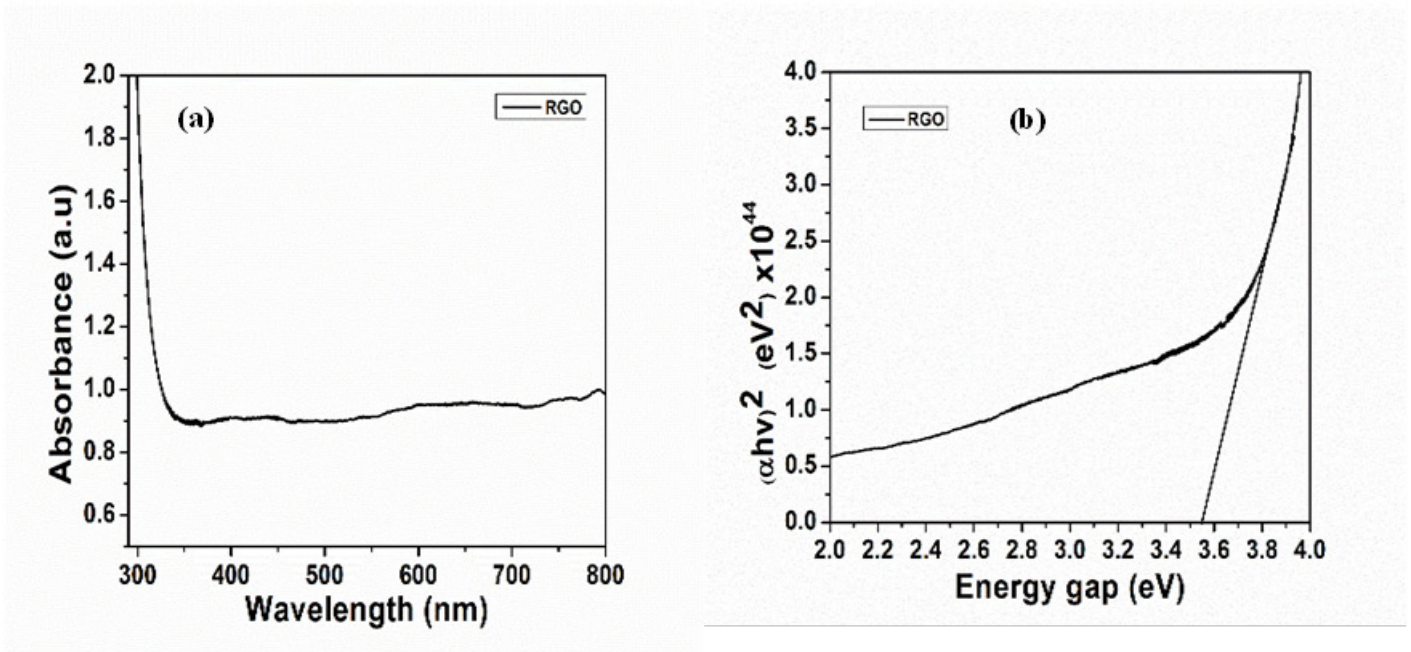 (a)
RGO
2.0
1.8
1.6
1.4
1.2
1.0
0.8
0.6
Absorbance (a.u)
300 400 500 600 700 800
Wavelength (nm)
(b)
RGO
4.0
3.5
3.0
2.5
2.0
1.5
1.0
0.5
0.0
(αhν)² (eV²) x10⁴⁴
2.0 2.2 2.4 2.6 2.8 3.0 3.2 3.4 3.6 3.8 4.0
Energy gap (eV)